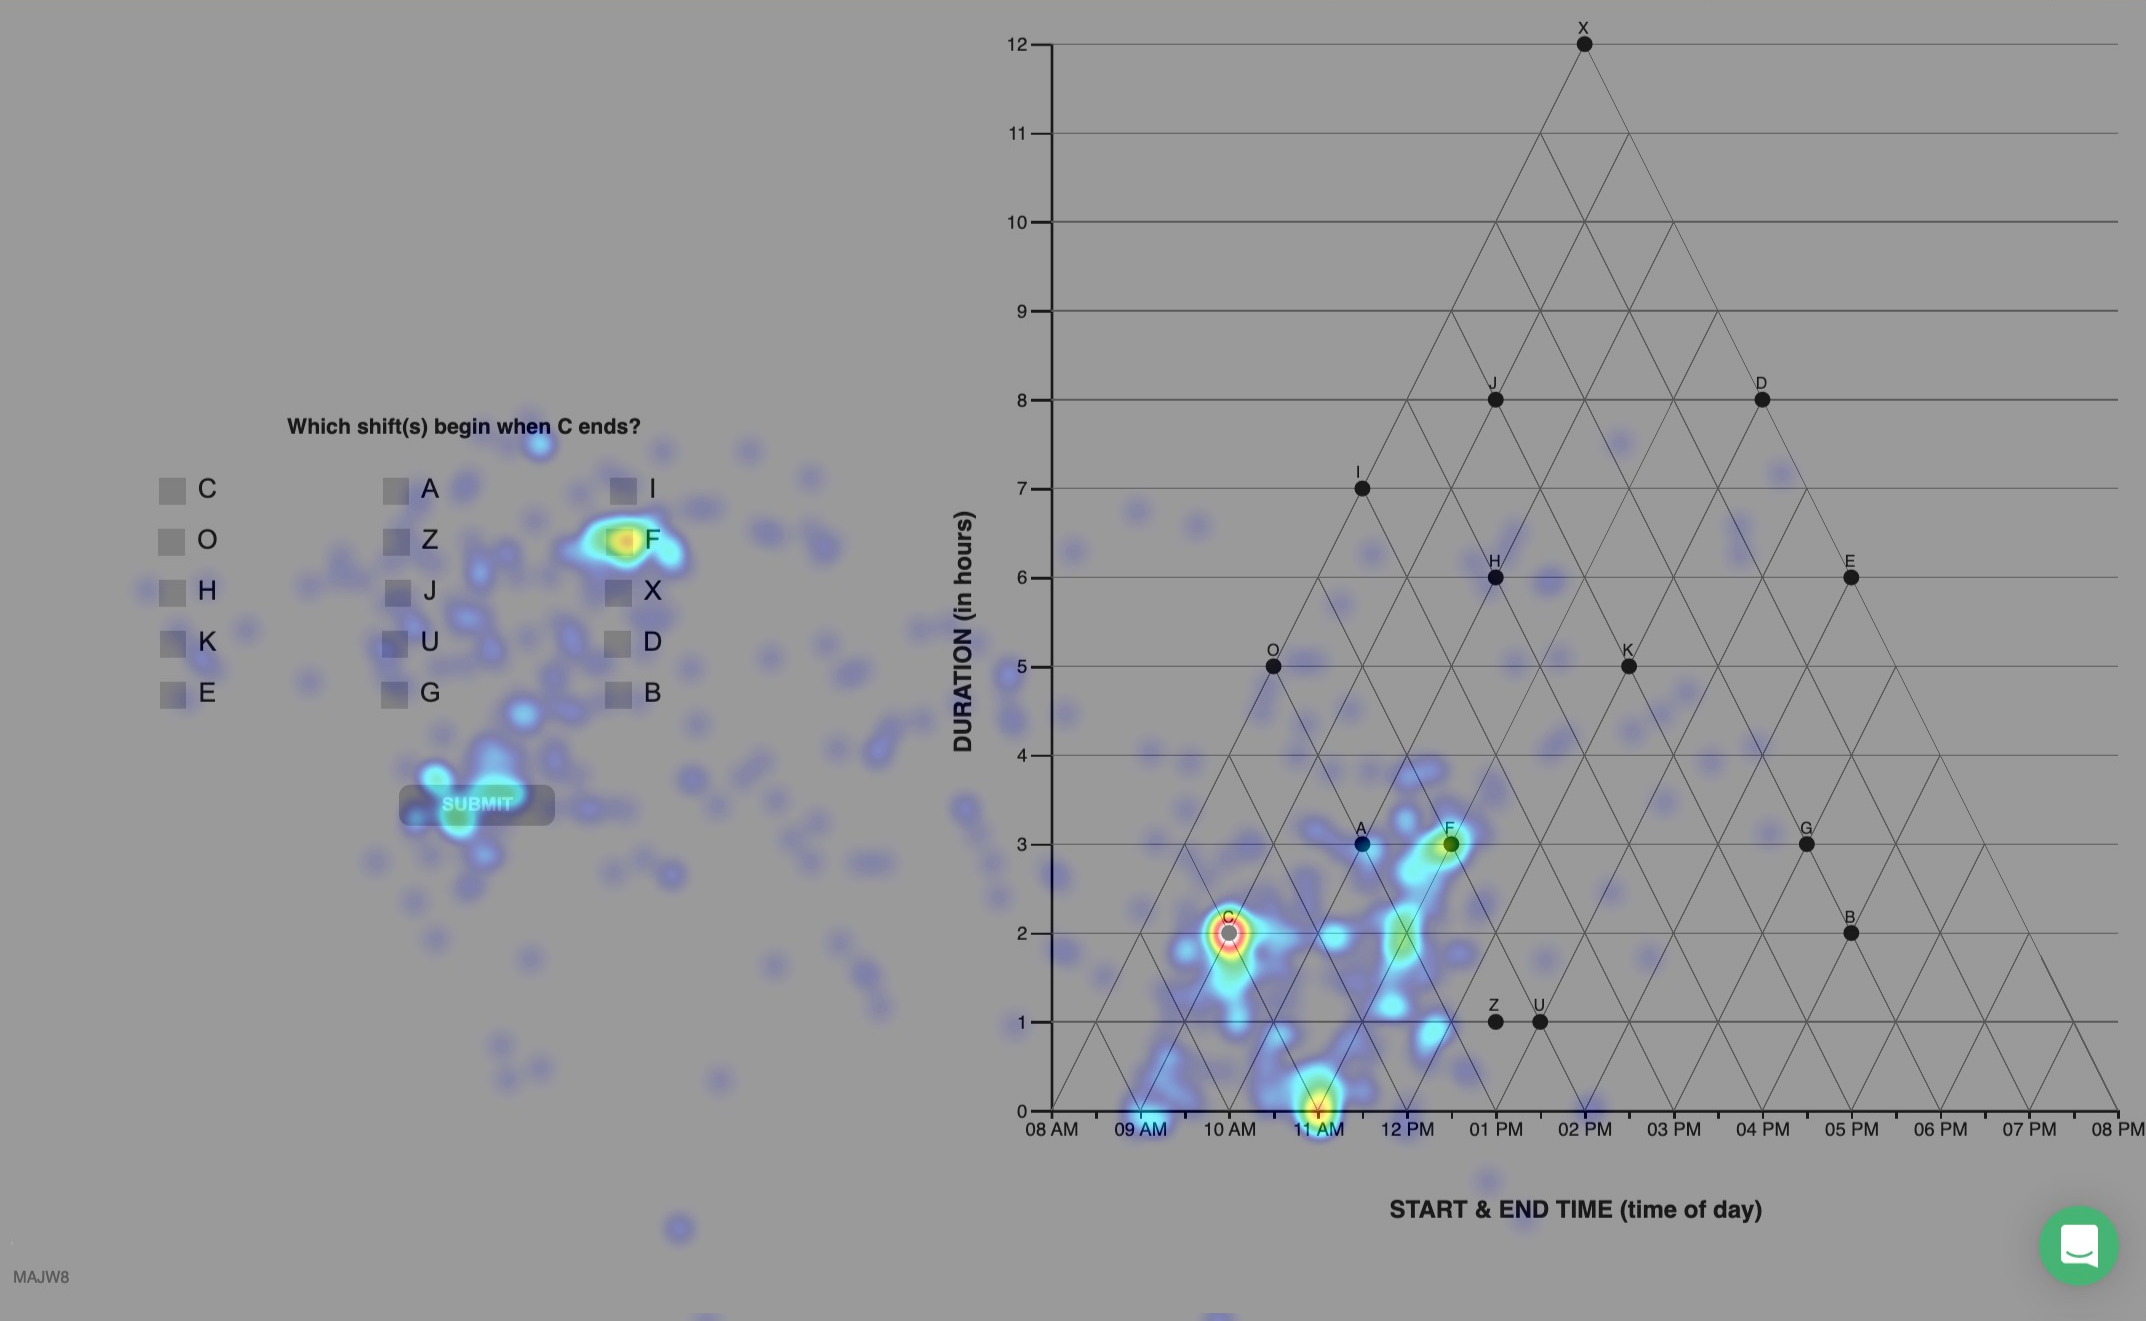 Which shift(s) begin when C ends?
C A I
O Z F
H J X
K U D
E G B
SUBMIT
MAJW8
DURATION (in hours)
12
11
10
9
8
7
6
5
4
3
2
1
0
X
J D
I
H E
O K
A F G
C B
Z U
08 AM 09 AM 10 AM 11 AM 12 PM 01 PM 02 PM 03 PM 04 PM 05 PM 06 PM 07 PM 08 PM
START & END TIME (time of day)